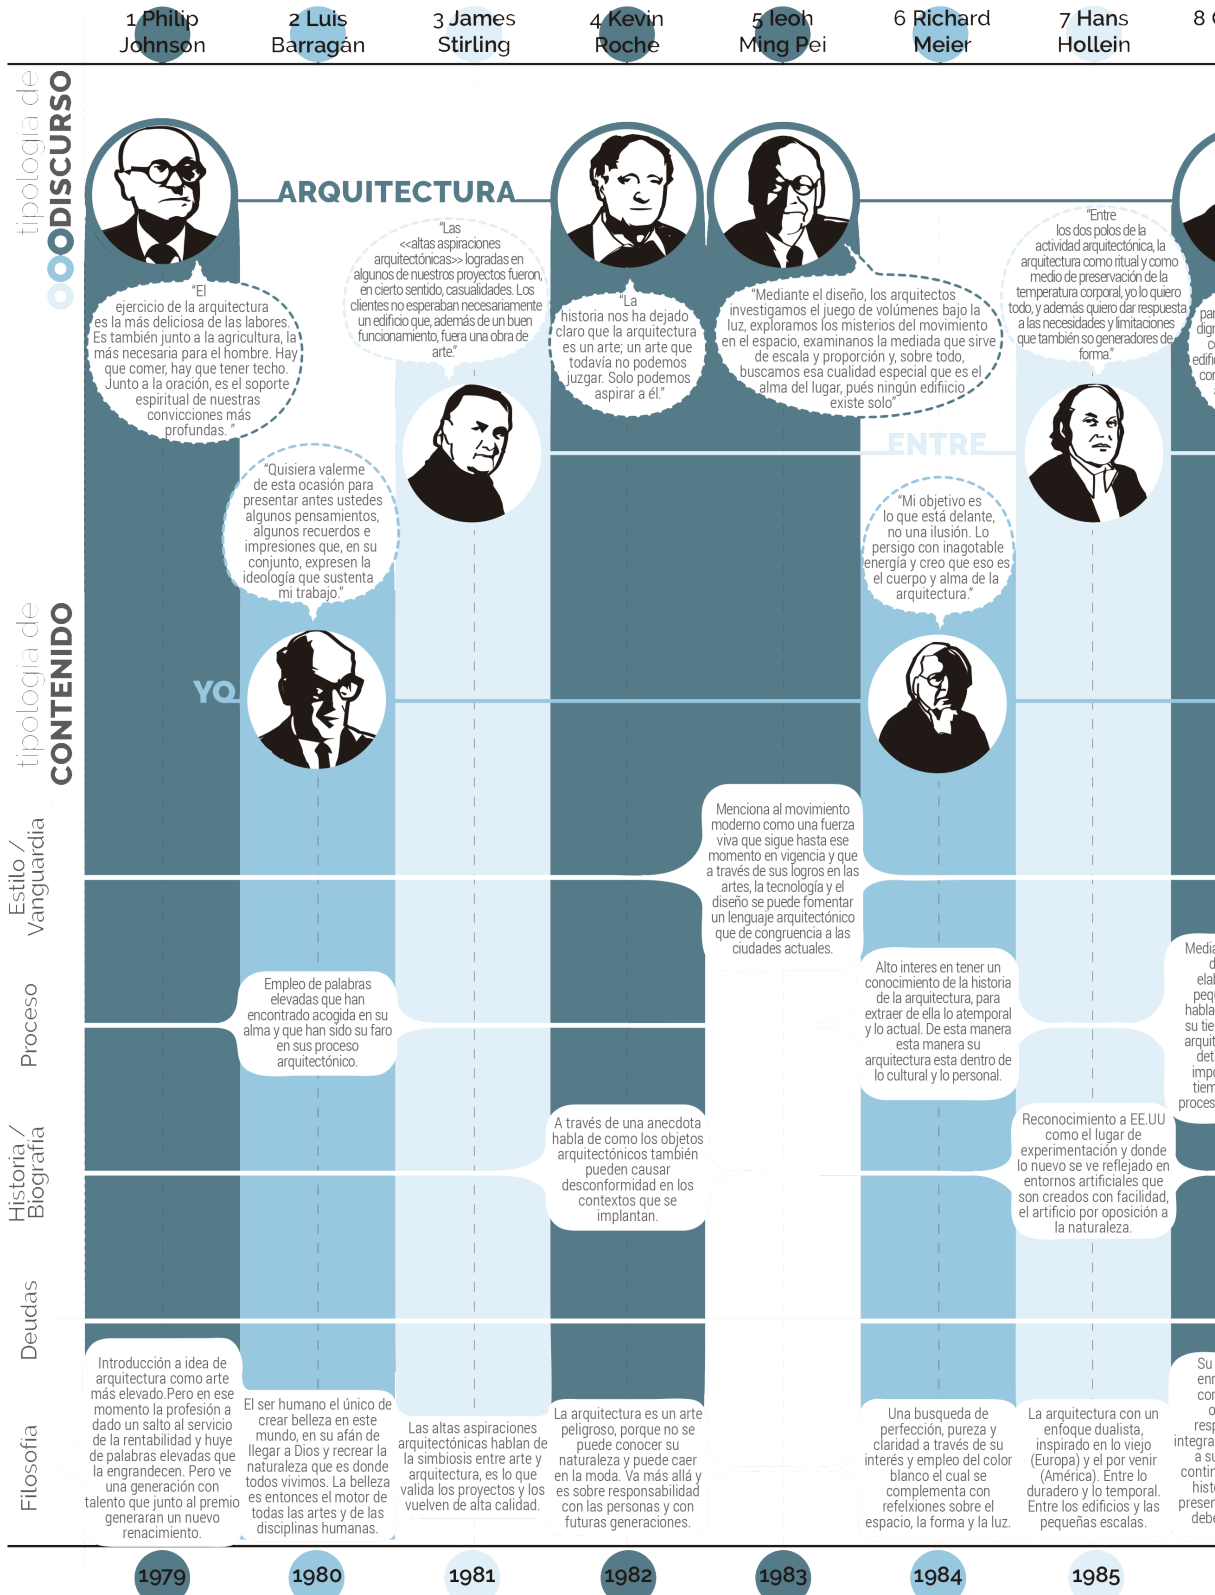 1 Philip
Johnson
2 Luis
Barragán
3 James
Stirling
4 Kevin
Roche
5 Ieoh
Ming Pei
6 Richard
Meier
7 Hans
Hollein
8
tipologia de
DISCURSO
ARQUITECTURA
“El
ejercicio de la arquitectura
es la más deliciosa de las labores.
Es también junto a la agricultura, la
más necesaria para el hombre. Hay
que comer, hay que tener techo.
Junto a la oración, es el soporte
espiritual de nuestras
convicciones más
profundas. ”
“Las
<<altas aspiraciones
arquitectónicas>> logradas en
algunos de nuestros proyectos fueron,
en cierto sentido, casualidades. Los
clientes no esperaban necesariamente
un edificio que, además de un buen
funcionamiento, fuera una obra de
arte.”
“La
historia nos ha dejado
claro que la arquitectura
es un arte; un arte que
todavía no podemos
juzgar. Solo podemos
aspirar a él.”
“Mediante el diseño, los arquitectos
investigamos el juego de volúmenes bajo la
luz, exploramos los misterios del movimiento
en el espacio, examinanos la mediada que sirve
de escala y proporción y, sobre todo,
buscamos esa cualidad especial que es el
alma del lugar, pués ningún edifiicio
existe solo”
“Entre
los dos polos de la
actividad arquitectónica, la
arquitectura como ritual y como
medio de preservación de la
temperatura corporal, yo lo quiero
todo, y además quiero dar respuesta
a las necesidades y limitaciones
que también so generadores de
forma.”
ENTRE
“Quisiera valerme
de esta ocasión para
presentar antes ustedes
algunos pensamientos,
algunos recuerdos e
impresiones que, en su
conjunto, expresen la
ideología que sustenta
mi trabajo.”
“Mi objetivo es
lo que está delante,
no una ilusión. Lo
persigo con inagotable
energía y creo que eso es
el cuerpo y alma de la
arquitectura.”
tipologia de
CONTENIDO
YO
Estilo /
Vanguardia
Menciona al movimiento
moderno como una fuerza
viva que sigue hasta ese
momento en vigencia y que
a través de sus logros en las
artes, la tecnología y el
diseño se puede fomentar
un lenguaje arquitectónico
que de congruencia a las
ciudades actuales.
Proceso
Empleo de palabras
elevadas que han
encontrado acogida en su
alma y que han sido su faro
en sus proceso
arquitectónico.
Alto interes en tener un
conocimiento de la historia
de la arquitectura, para
extraer de ella lo atemporal
y lo actual. De esta manera
esta manera su
arquitectura esta dentro de
lo cultural y lo personal.
Historia /
Biografia
A través de una anecdota
habla de como los objetos
arquitectónicos también
pueden causar
desconformidad en los
contextos que se
implantan.
Reconocimiento a EE.UU
como el lugar de
experimentación y donde
lo nuevo se ve reflejado en
entornos artificiales que
son creados con facilidad,
el artificio por oposición a
la naturaleza.
Deudas
Filosofia
Introducción a idea de
arquitectura como arte
más elevado.Pero en ese
momento la profesión a
dado un salto al servicio
de la rentabilidad y huye
de palabras elevadas que
la engrandecen. Pero ve
una generación con
talento que junto al premio
generaran un nuevo
renacimiento.
El ser humano el único de
crear belleza en este
mundo, en su afán de
llegar a Dios y recrear la
naturaleza que es donde
todos vivimos. La belleza
es entonces el motor de
todas las artes y de las
disciplinas humanas.
Las altas aspiraciones
arquitectónicas hablan de
la simbiosis entre arte y
arquitectura, es lo que
valida los proyectos y los
vuelven de alta calidad.
La arquitectura es un arte
peligroso, porque no se
puede conocer su
naturaleza y puede caer
en la moda. Va más allá y
es sobre responsabilidad
con las personas y con
futuras generaciones.
Una busqueda de
perfección, pureza y
claridad a través de su
interés y empleo del color
blanco el cual se
complementa con
refelxiones sobre el
espacio, la forma y la luz.
La arquitectura con un
enfoque dualista,
inspirado en lo viejo
(Europa) y el por venir
(América). Entre lo
duradero y lo temporal.
Entre los edificios y las
pequeñas escalas.
1979
1980
1981
1982
1983
1984
1985